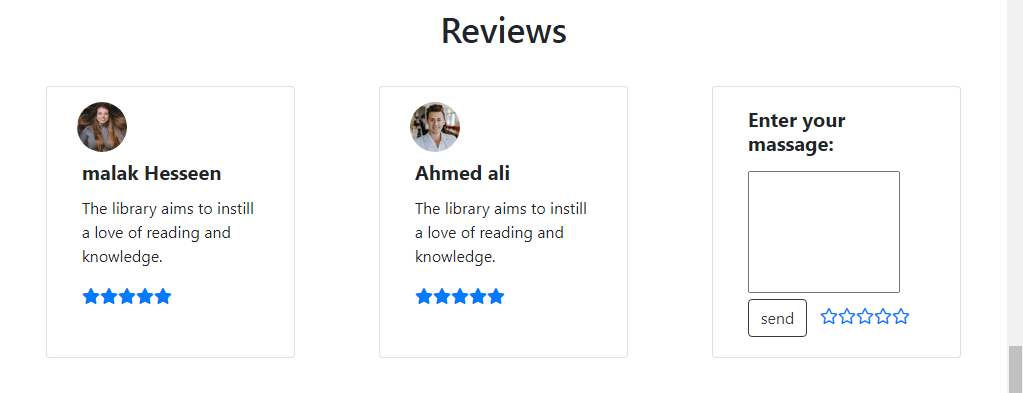 Reviews
malak Hesseen
The library aims to instill
a love of reading and
knowledge.
Ahmed ali
The library aims to instill
a love of reading and
knowledge.
Enter your
massage:
send